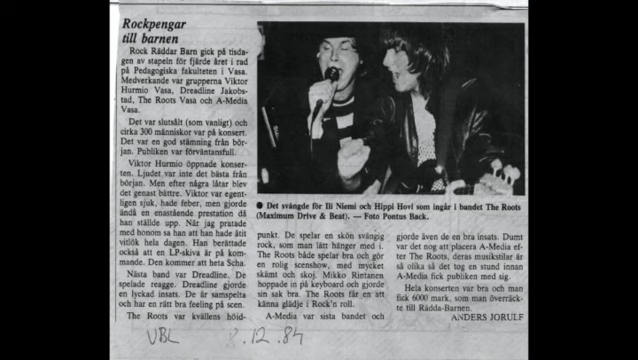 Rockpengar
till barnen
Rock Räddar Barn gick på tisda-
gen av stapeln för fjärde året i rad
på Pedagogiska fakulteten i Vasa.
Medverkande var grupperna Viktor
Hurmio Vasa, Dreadline Jakobs-
tad, The Roots Vasa och A-Media
Vasa.
Det var slutsålt (som vanligt) och
cirka 300 människor var på konsert.
Det var en god stämning från bör-
jan. Publiken var förväntansfull.
Viktor Hurmio öppnade konser-
ten. Ljudet var inte det bästa från
början. Men efter några låtar blev
det genast bättre. Viktor var egent-
ligen sjuk, hade feber, men gjorde
ändå en enastående prestation då
han ställde upp. När jag pratade
med honom sa han att han hade ätit
vitlök hela dagen. Han berättade
också att en LP-skiva är på kom-
mande. Den kommer att heta Scha.
Nästa band var Dreadline. De
spelade reagge. Dreadline gjorde
en lyckad insats. De är samspelta
och har en rätt bra feeling på scen.
The Roots var kvällens höjd-
● Det svängde för Ili Niemi och Hippi Hovi som ingår i bandet The Roots
(Maximum Drive & Beat). — Foto Pontus Back.
punkt. De spelar en skön svängig
rock, som man lätt hänger med i.
The Roots både spelar bra och gör
en rolig scenshow, med mycket
skämt och skoj. Mikko Rintanen
hoppade in på keyboard och gjorde
sin sak bra. The Roots får en att
känna glädje i Rock'n roll.
A-Media var sista bandet och
gjorde även de en bra insats. Dumt
var det nog att placera A-Media ef-
ter The Roots, deras musikstilar är
så olika så det tog en stund innan
A-Media fick publiken med sig.
Hela konserten var bra och man
fick 6000 mark, som man överräck-
te till Rädda-Barnen.
ANDERS JORULF
VBL 8.12.84